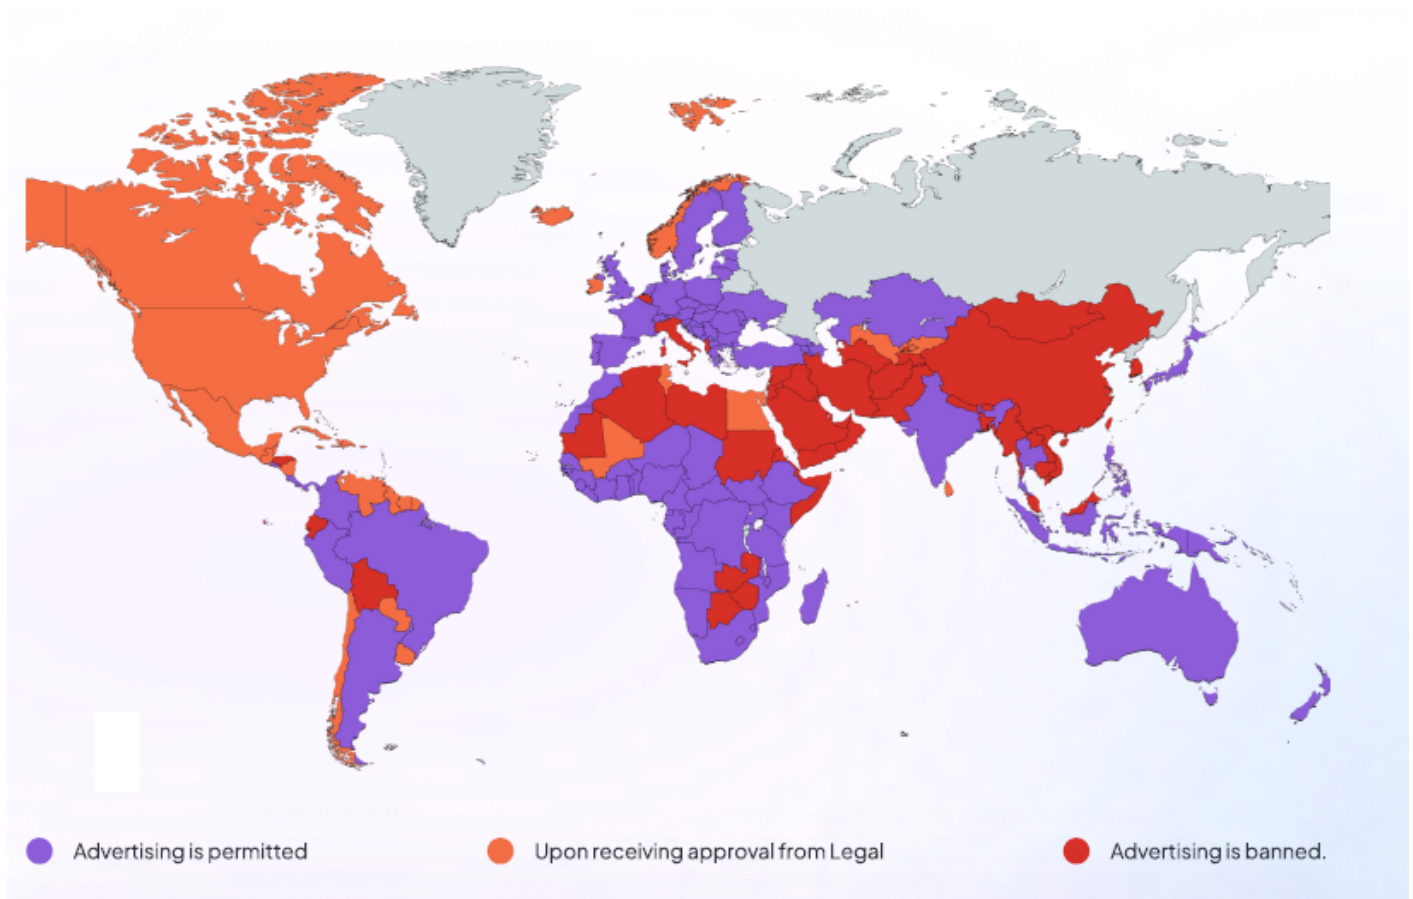 Advertising is permitted
Upon receiving approval from Legal
Advertising is banned.